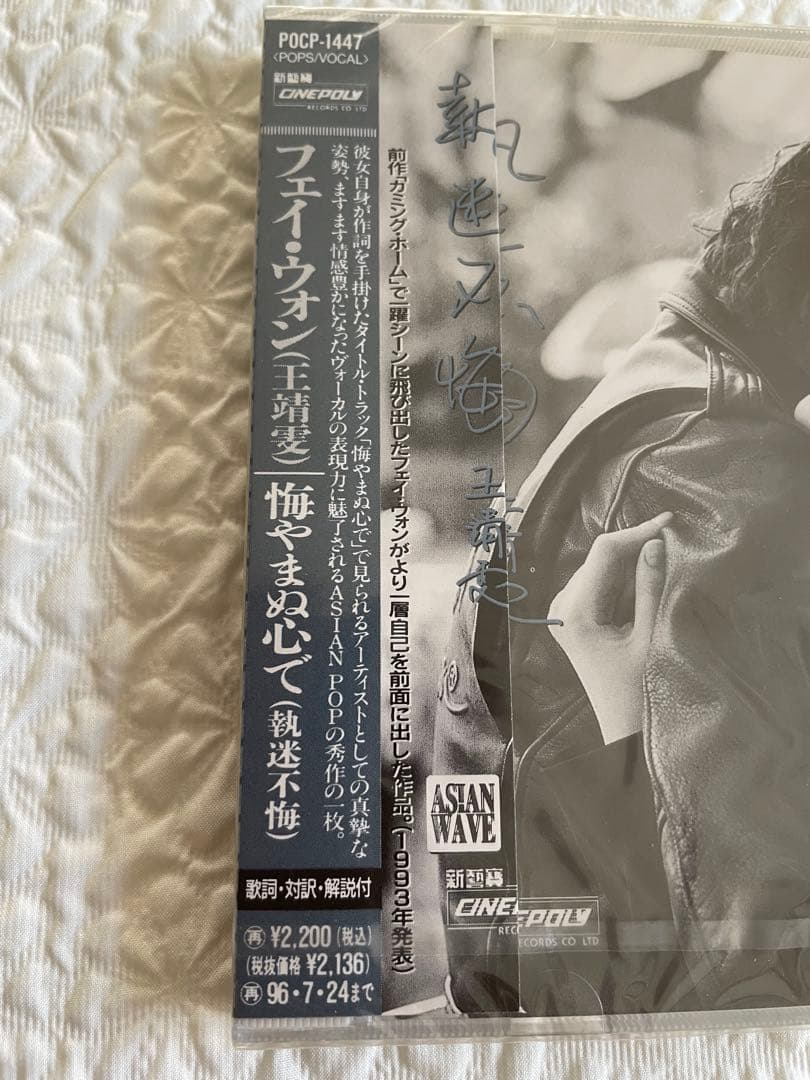 POCP-1447
〈POPS/VOCAL〉
新藝寶
CINEPOLY
RECORDS CO LTD
フェイ・ウォン(王靖雯)
悔やまぬ心で(執迷不悔)
彼女自身が作詞を手掛けたタイトル・トラック「悔やまぬ心で」で見られるアーティストとしての真摯な
姿勢、ますます情感豊かになったヴォーカルの表現力に魅了されるASIAN POPの秀作の一枚。
歌詞・対訳・解説付
再 ¥2,200(税込)
(税抜価格 ¥2,136)
再 96・7・24まで
前作「カミング・ホーム」で一躍シーンに飛び出したフェイ・ウォンがより一層自己を前面に出した作品。(1993年発表)
執迷不悔
王靖雯
ASIAN
WAVE
新藝寶
CINEPOLY
RECORDS CO LTD